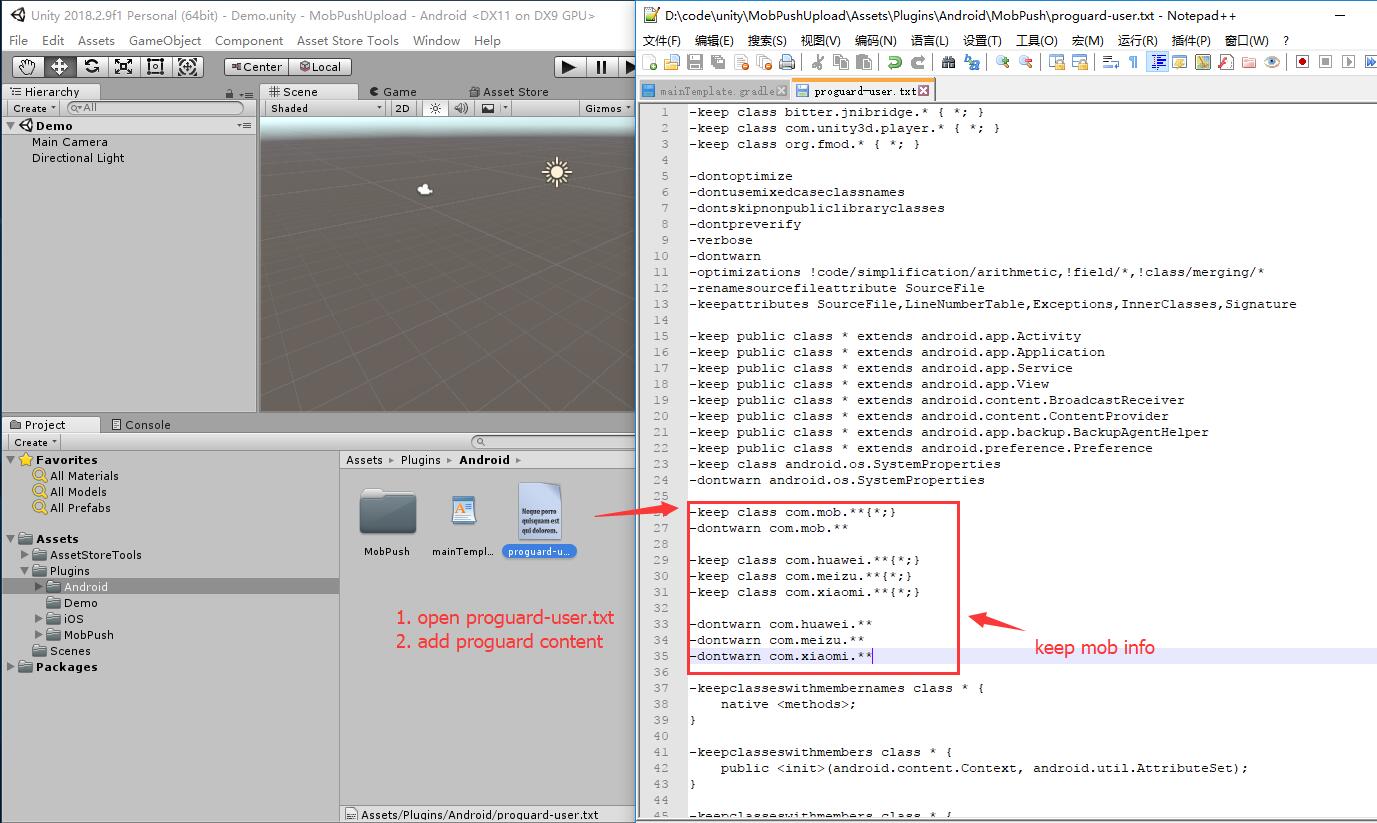 Unity 2018.2.9f1 Personal (64bit) - Demo.unity - MobPushUpload - Android <DX11 on DX9 GPU>
File Edit Assets GameObject Component Asset Store Tools Window Help
Center Local
Hierarchy
Create All
Demo
Main Camera
Directional Light
Scene Game Asset Store
Shaded 2D Gizmos
Project Console
Create
Favorites
All Materials
All Models
All Prefabs
Assets
AssetStoreTools
Plugins
Android
Demo
iOS
MobPush
Scenes
Packages
Assets Plugins Android
Neque porro
quisquam est
qui dolorem.
MobPush mainTempl... proguard-u...
1. open proguard-user.txt
2. add proguard content
Assets/Plugins/Android/proguard-user.txt
D:\code\unity\MobPushUpload\Assets\Plugins\Android\MobPush\proguard-user.txt - Notepad++
文件(F) 编辑(E) 搜索(S) 视图(V) 编码(N) 语言(L) 设置(T) 工具(O) 宏(M) 运行(R) 插件(P) 窗口(W) ?
mainTemplate.gradle proguard-user.txt
1 -keep class bitter.jnibridge.* { *; }
2 -keep class com.unity3d.player.* { *; }
3 -keep class org.fmod.* { *; }
4
5 -dontoptimize
6 -dontusemixedcaseclassnames
7 -dontskipnonpubliclibraryclasses
8 -dontpreverify
9 -verbose
10 -dontwarn
11 -optimizations !code/simplification/arithmetic,!field/*,!class/merging/*
12 -renamesourcefileattribute SourceFile
13 -keepattributes SourceFile,LineNumberTable,Exceptions,InnerClasses,Signature
14
15 -keep public class * extends android.app.Activity
16 -keep public class * extends android.app.Application
17 -keep public class * extends android.app.Service
18 -keep public class * extends android.app.View
19 -keep public class * extends android.content.BroadcastReceiver
20 -keep public class * extends android.content.ContentProvider
21 -keep public class * extends android.app.backup.BackupAgentHelper
22 -keep public class * extends android.preference.Preference
23 -keep class android.os.SystemProperties
24 -dontwarn android.os.SystemProperties
25
-keep class com.mob.**{*;}
27 -dontwarn com.mob.**
28
29 -keep class com.huawei.**{*;}
30 -keep class com.meizu.**{*;}
31 -keep class com.xiaomi.**{*;}
32
33 -dontwarn com.huawei.**
34 -dontwarn com.meizu.**
35 -dontwarn com.xiaomi.**
keep mob info
36
37 -keepclasseswithmembernames class * {
38 native <methods>;
39 }
40
41 -keepclasseswithmembers class * {
42 public <init>(android.content.Context, android.util.AttributeSet);
43 }
44
45 -keepclasseswithmembers class * {